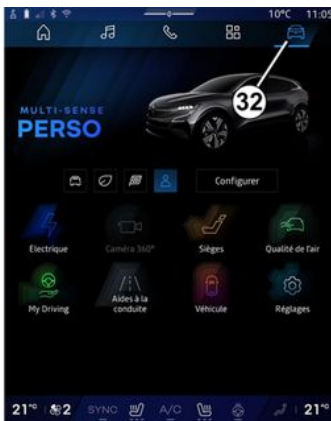 10°C 11:05
MULTI-SENSE
PERSO
32
Configurer
Electrique
Caméra 360°
Sièges
Qualité de l'air
My Driving
Aides à la
conduite
Véhicule
Réglages
21°° 2 SYNC A/C 21°°